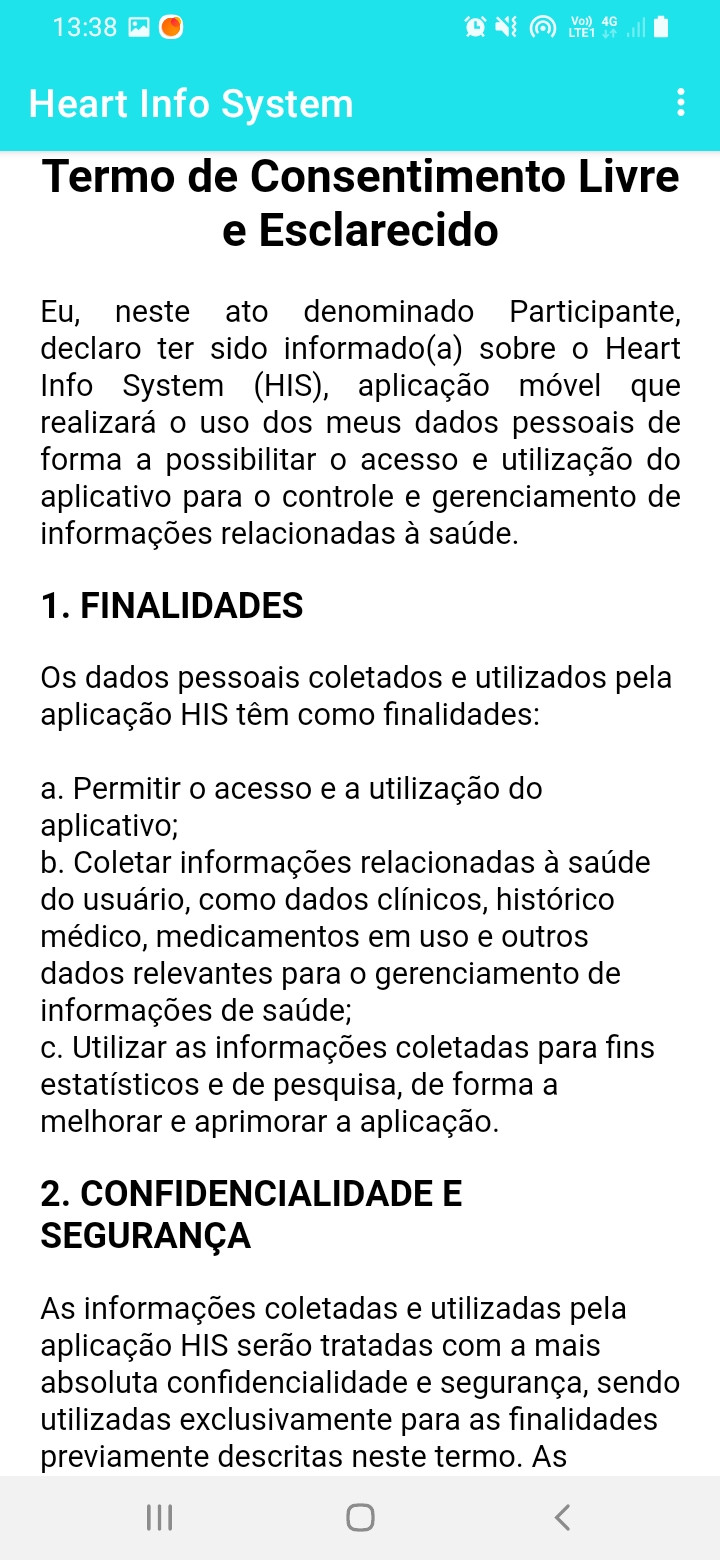 13:38
Vo))
LTE1
4G
Heart Info System
Termo de Consentimento Livre
e Esclarecido
Eu, neste ato denominado Participante,
declaro ter sido informado(a) sobre o Heart
Info System (HIS), aplicação móvel que
realizará o uso dos meus dados pessoais de
forma a possibilitar o acesso e utilização do
aplicativo para o controle e gerenciamento de
informações relacionadas à saúde.
1. FINALIDADES
Os dados pessoais coletados e utilizados pela
aplicação HIS têm como finalidades:
a. Permitir o acesso e a utilização do
aplicativo;
b. Coletar informações relacionadas à saúde
do usuário, como dados clínicos, histórico
médico, medicamentos em uso e outros
dados relevantes para o gerenciamento de
informações de saúde;
c. Utilizar as informações coletadas para fins
estatísticos e de pesquisa, de forma a
melhorar e aprimorar a aplicação.
2. CONFIDENCIALIDADE E
SEGURANÇA
As informações coletadas e utilizadas pela
aplicação HIS serão tratadas com a mais
absoluta confidencialidade e segurança, sendo
utilizadas exclusivamente para as finalidades
previamente descritas neste termo. As